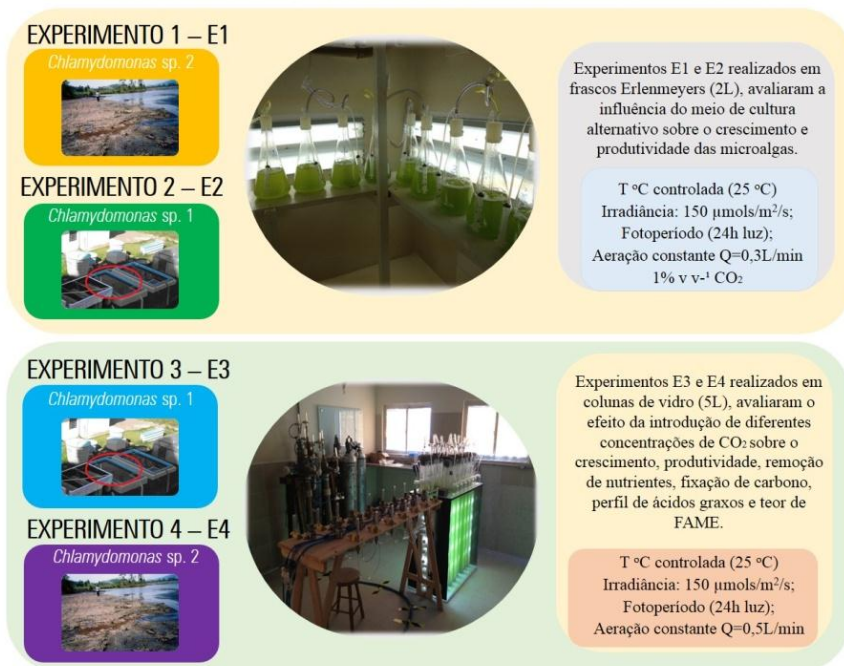 EXPERIMENTO 1 – E1
Chlamydomonas sp. 2
EXPERIMENTO 2 – E2
Chlamydomonas sp. 1
Experimentos E1 e E2 realizados em
frascos Erlenmeyers (2L), avaliaram a
influência do meio de cultura
alternativo sobre o crescimento e
produtividade das microalgas.
T ºC controlada (25 ºC)
Irradiância: 150 µmols/m²/s;
Fotoperíodo (24h luz);
Aeração constante Q=0,3L/min
1% v v-¹ CO₂
EXPERIMENTO 3 – E3
Chlamydomonas sp. 1
EXPERIMENTO 4 – E4
Chlamydomonas sp. 2
Experimentos E3 e E4 realizados em
colunas de vidro (5L), avaliaram o
efeito da introdução de diferentes
concentrações de CO₂ sobre o
crescimento, produtividade, remoção
de nutrientes, fixação de carbono,
perfil de ácidos graxos e teor de
FAME.
T ºC controlada (25 ºC)
Irradiância: 150 µmols/m²/s;
Fotoperíodo (24h luz);
Aeração constante Q=0,5L/min